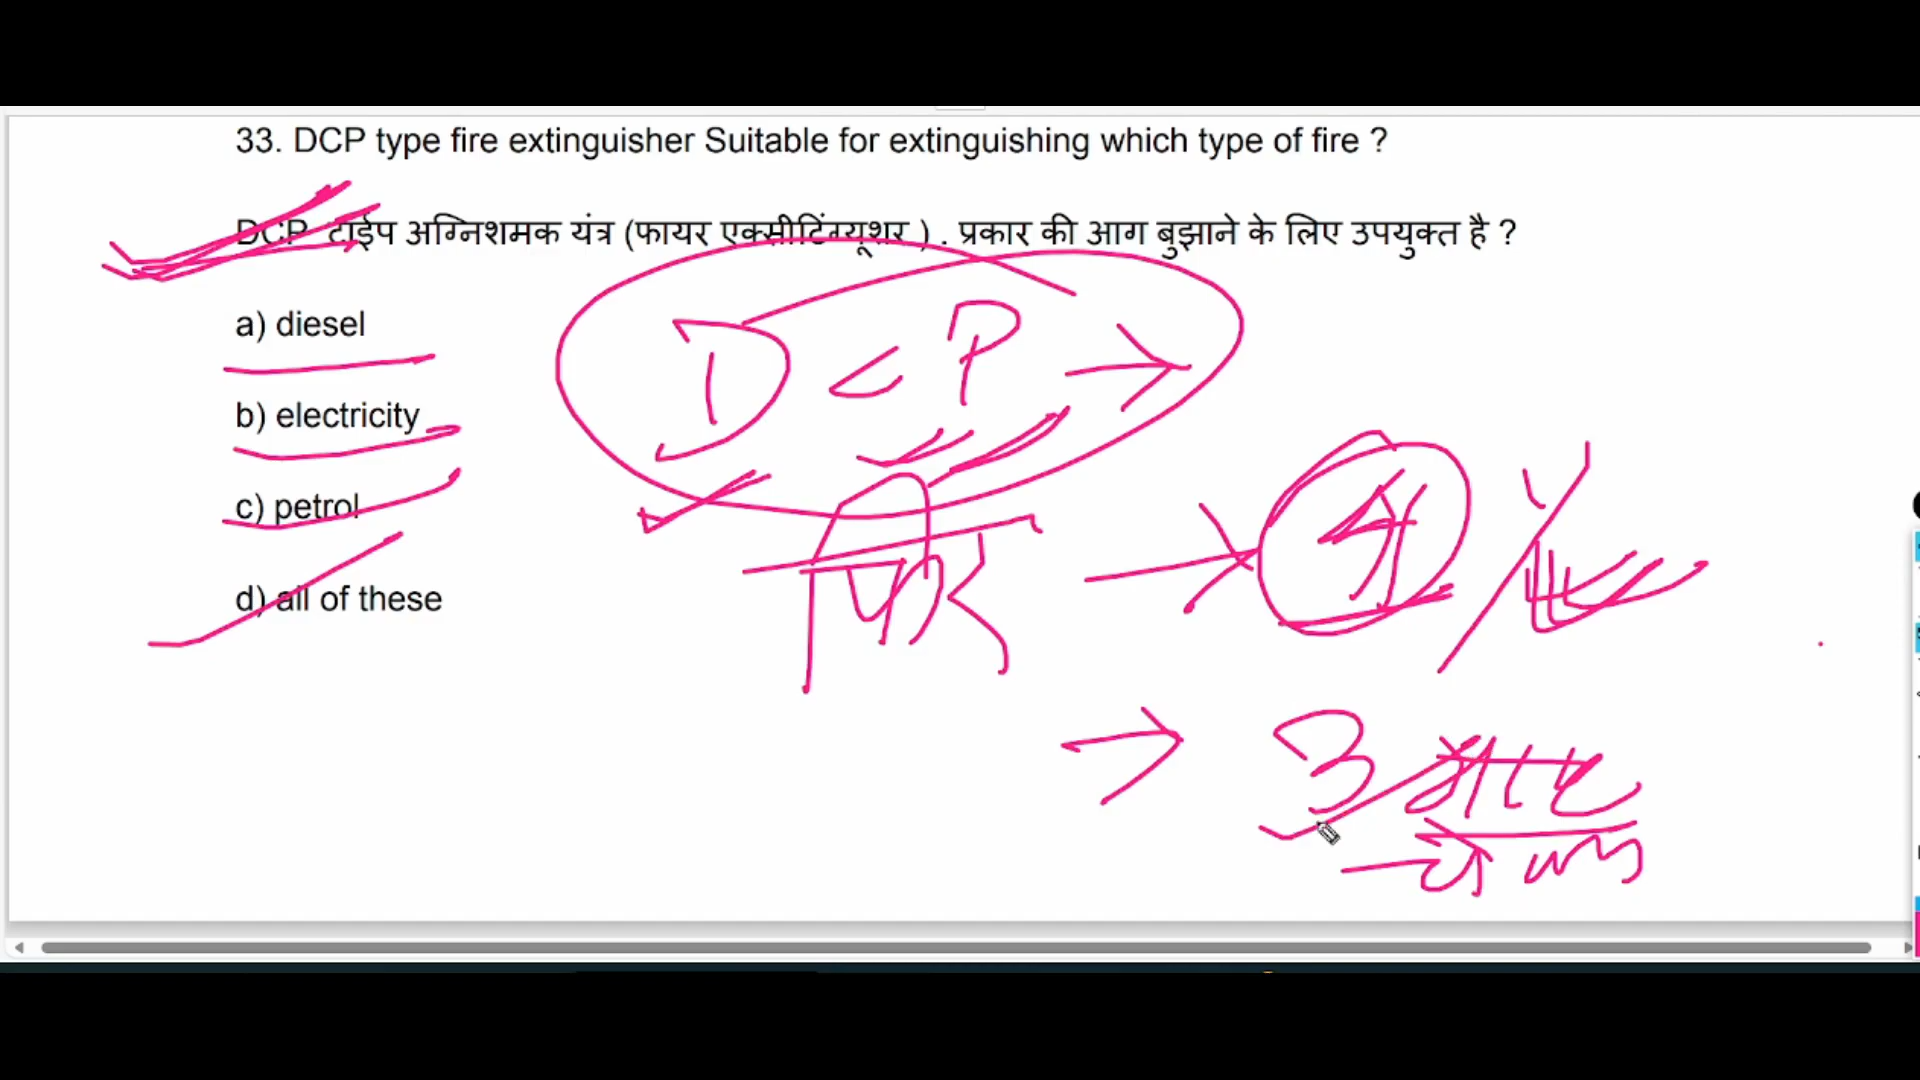 33. DCP type fire extinguisher Suitable for extinguishing which type of fire ?
DCP टाईप अग्निशमक यंत्र (फायर एक्सीटिंग्यूशर ) . प्रकार की आग बुझाने के लिए उपयुक्त है ?
a) diesel
b) electricity
c) petrol
d) all of these
DCP
3